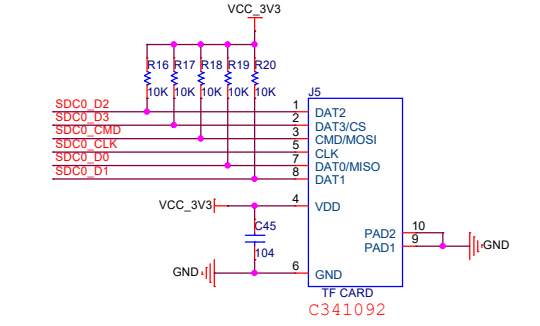 VCC_3V3
R16 R17 R18 R19 R20
10K 10K 10K 10K 10K
J5
SDC0_D2 1 DAT2
SDC0_D3 2 DAT3/CS
SDC0_CMD 3 CMD/MOSI
SDC0_CLK 5 CLK
SDC0_D0 7 DAT0/MISO
SDC0_D1 8 DAT1
VCC_3V3 4 VDD
C45
104
PAD2 10
PAD1 9 GND
GND 6 GND
TF CARD
C341092